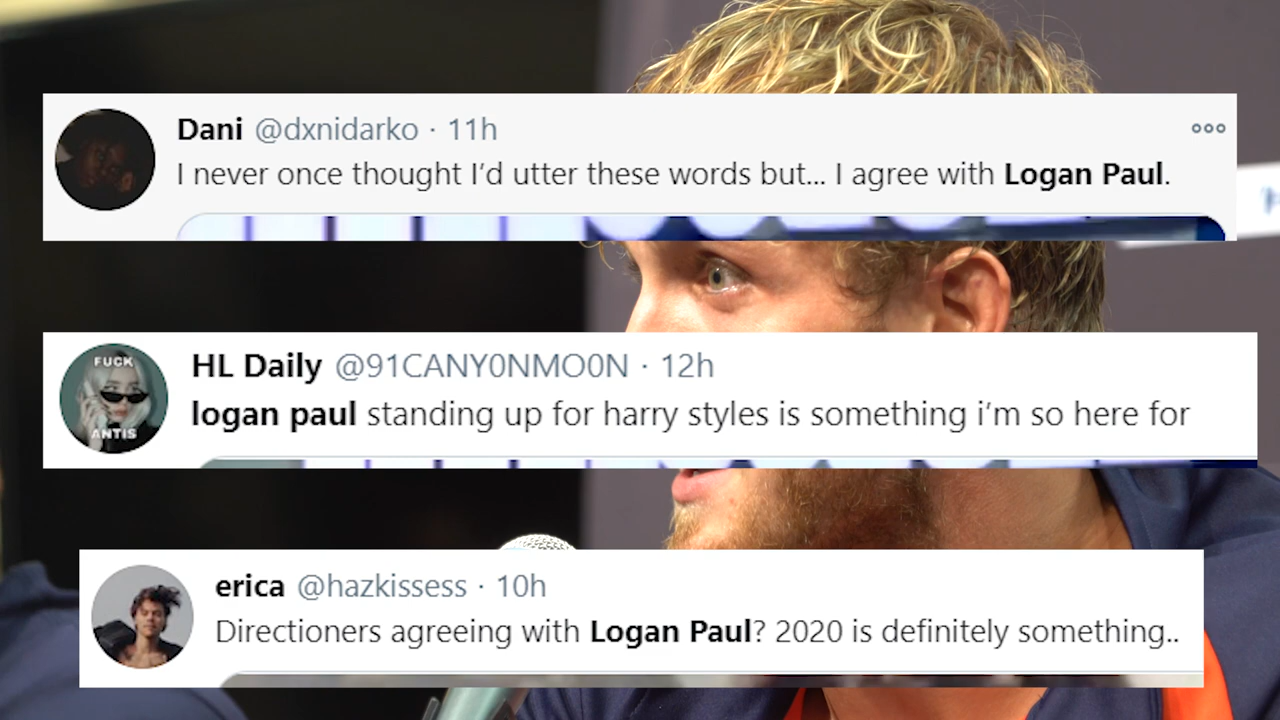 Dani @dxnidarko · 11h
I never once thought I'd utter these words but... I agree with Logan Paul.
FUCK
ANTIS
HL Daily @91CANY0NMO0N · 12h
logan paul standing up for harry styles is something i'm so here for
erica @hazkissess · 10h
Directioners agreeing with Logan Paul? 2020 is definitely something..